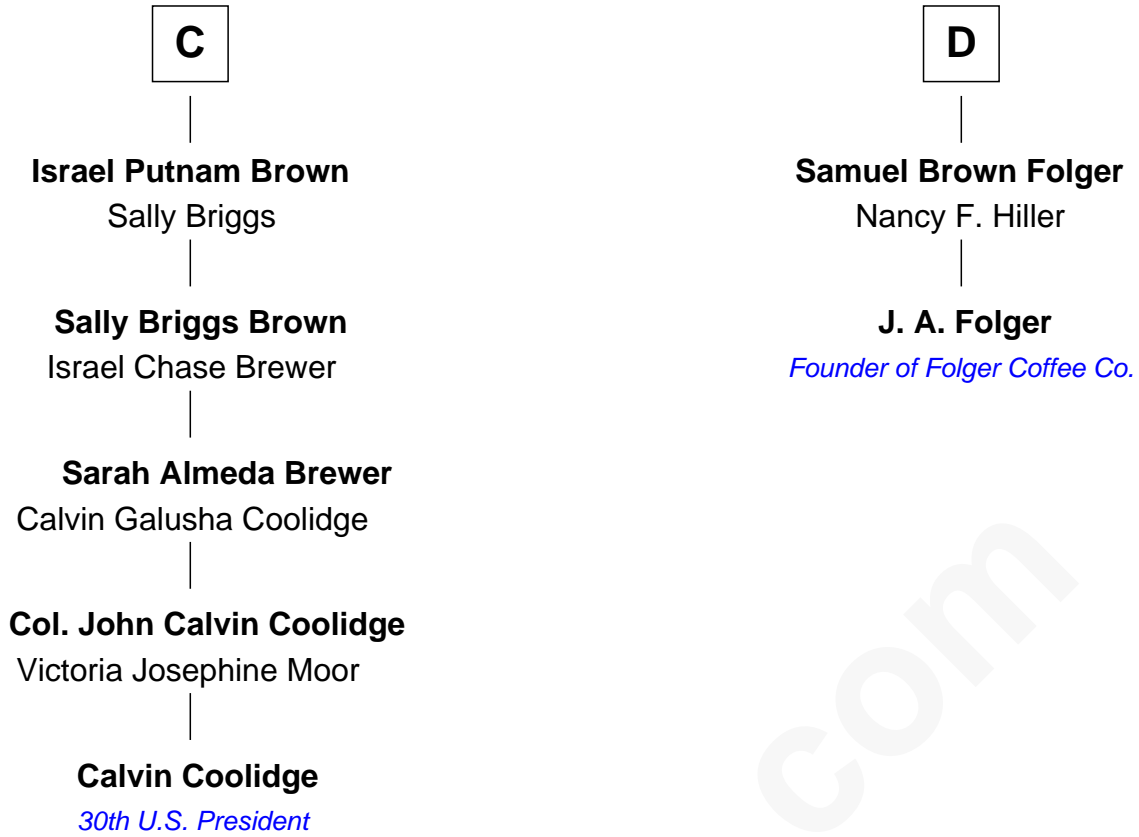 C
Israel Putnam Brown
Sally Briggs
Sally Briggs Brown
Israel Chase Brewer
Sarah Almeda Brewer
Calvin Galusha Coolidge
Col. John Calvin Coolidge
Victoria Josephine Moor
Calvin Coolidge
30th U.S. President
D
Samuel Brown Folger
Nancy F. Hiller
J. A. Folger
Founder of Folger Coffee Co.
com